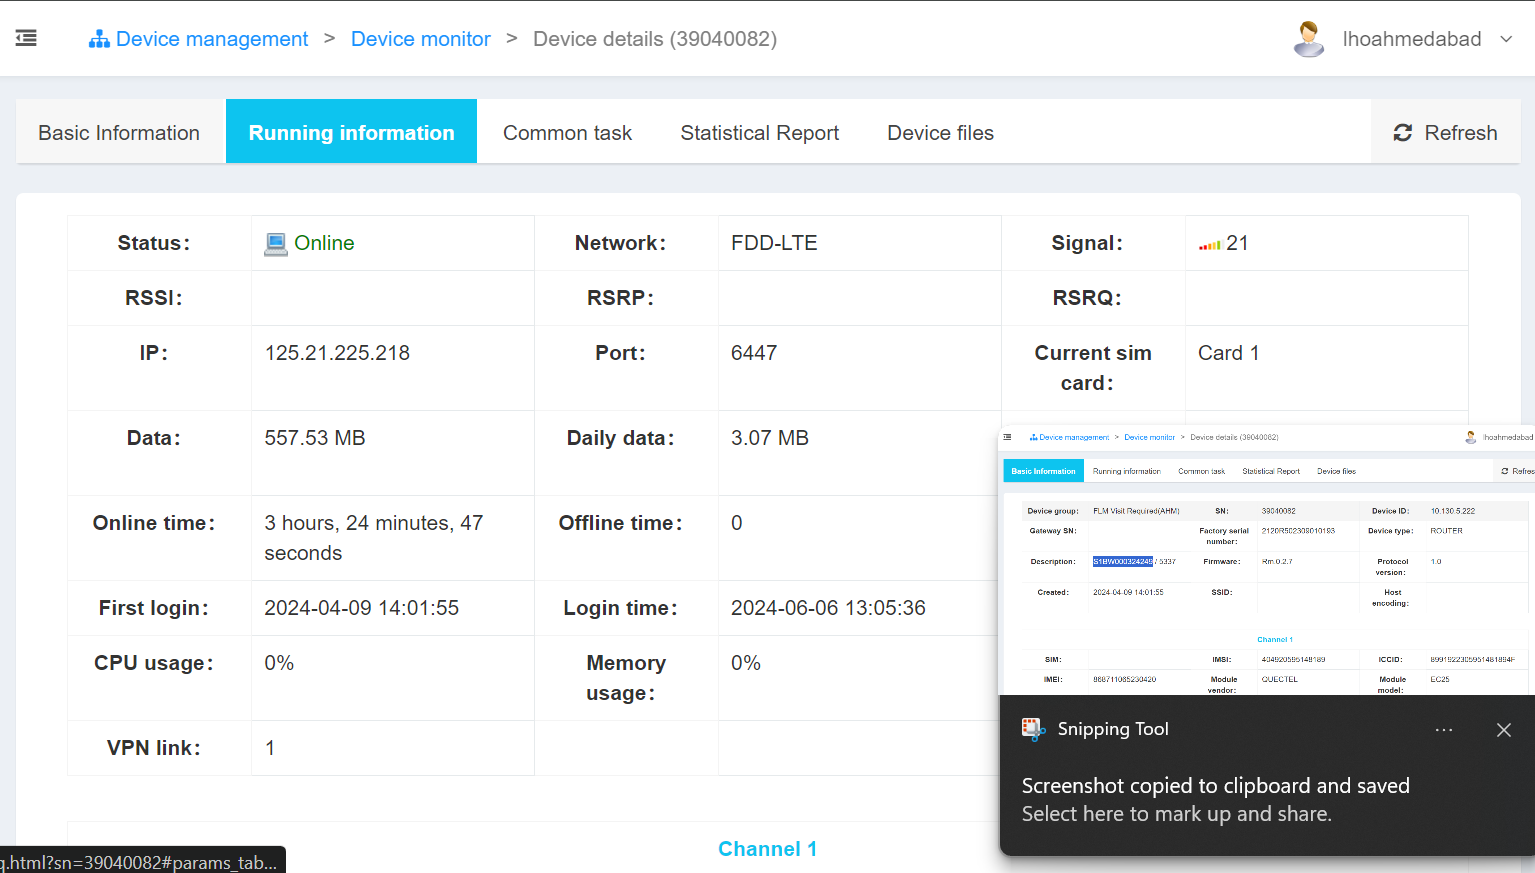 Device management > Device monitor > Device details (39040082)
lhoahmedabad
Basic Information Running information Common task Statistical Report Device files Refresh
Status: Online Network: FDD-LTE Signal: 21
RSSI: RSRP: RSRQ:
IP: 125.21.225.218 Port: 6447 Current sim card: Card 1
Data: 557.53 MB Daily data: 3.07 MB
Online time: 3 hours, 24 minutes, 47 seconds Offline time: 0
First login: 2024-04-09 14:01:55 Login time: 2024-06-06 13:05:36
CPU usage: 0% Memory usage: 0%
VPN link: 1
Channel 1
Device management > Device monitor > Device details (39040082) lhoahmedabad
Basic Information Running information Common task Statistical Report Device files Refres
Device group: FLM Visit Required(AHM) SN: 39040082 Device ID: 10.130.5.222
Gateway SN: Factory serial number: 2120R502309010193 Device type: ROUTER
Description: S1BW000324249 / 5337 Firmware: Rm.0.2.7 Protocol version: 1.0
Created: 2024-04-09 14:01:55 SSID: Host encoding:
Channel 1
SIM: IMSI: 404920595148189 ICCID: 8991922305951481894F
IMEI: 868711065230420 Module vendor: QUECTEL Module model: EC25
Snipping Tool
Screenshot copied to clipboard and saved
Select here to mark up and share.
g.html?sn=39040082#params_tab...